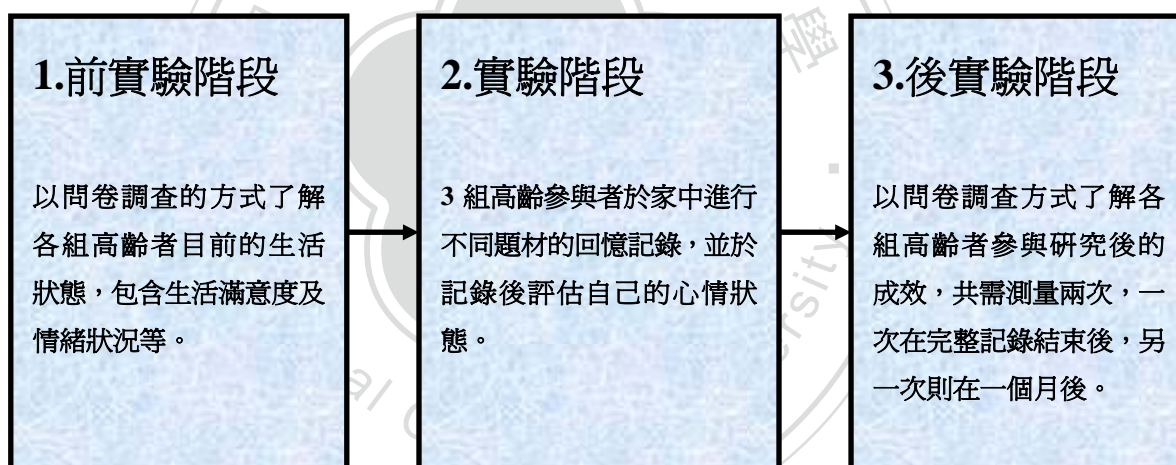 1.前實驗階段
以問卷調查的方式了解
各組高齡者目前的生活
狀態，包含生活滿意度及
情緒狀況等。
2.實驗階段
3 組高齡參與者於家中進行
不同題材的回憶記錄，並於
記錄後評估自己的心情狀
態。
3.後實驗階段
以問卷調查方式了解各
組高齡者參與研究後的
成效，共需測量兩次，一
次在完整記錄結束後，另
一次則在一個月後。
學
al C
ersity